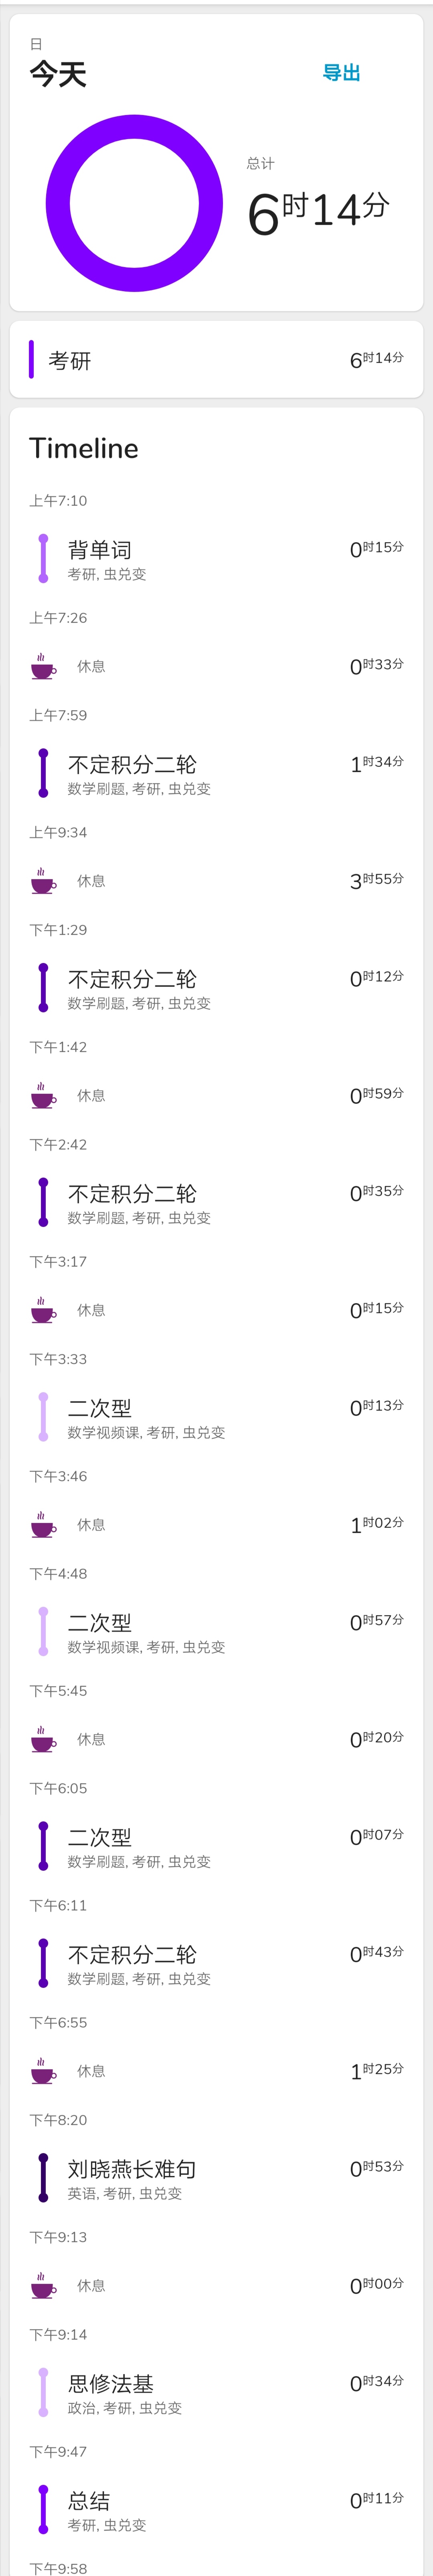 日
今天
导出
总计
6时14分
考研
6时14分
Timeline
上午7:10
背单词
0时15分
考研, 虫兑变
上午7:26
休息
0时33分
上午7:59
不定积分二轮
1时34分
数学刷题, 考研, 虫兑变
上午9:34
休息
3时55分
下午1:29
不定积分二轮
0时12分
数学刷题, 考研, 虫兑变
下午1:42
休息
0时59分
下午2:42
不定积分二轮
0时35分
数学刷题, 考研, 虫兑变
下午3:17
休息
0时15分
下午3:33
二次型
0时13分
数学视频课, 考研, 虫兑变
下午3:46
休息
1时02分
下午4:48
二次型
0时57分
数学视频课, 考研, 虫兑变
下午5:45
休息
0时20分
下午6:05
二次型
0时07分
数学刷题, 考研, 虫兑变
下午6:11
不定积分二轮
0时43分
数学刷题, 考研, 虫兑变
下午6:55
休息
1时25分
下午8:20
刘晓燕长难句
0时53分
英语, 考研, 虫兑变
下午9:13
休息
0时00分
下午9:14
思修法基
0时34分
政治, 考研, 虫兑变
下午9:47
总结
0时11分
考研, 虫兑变
下午9:58